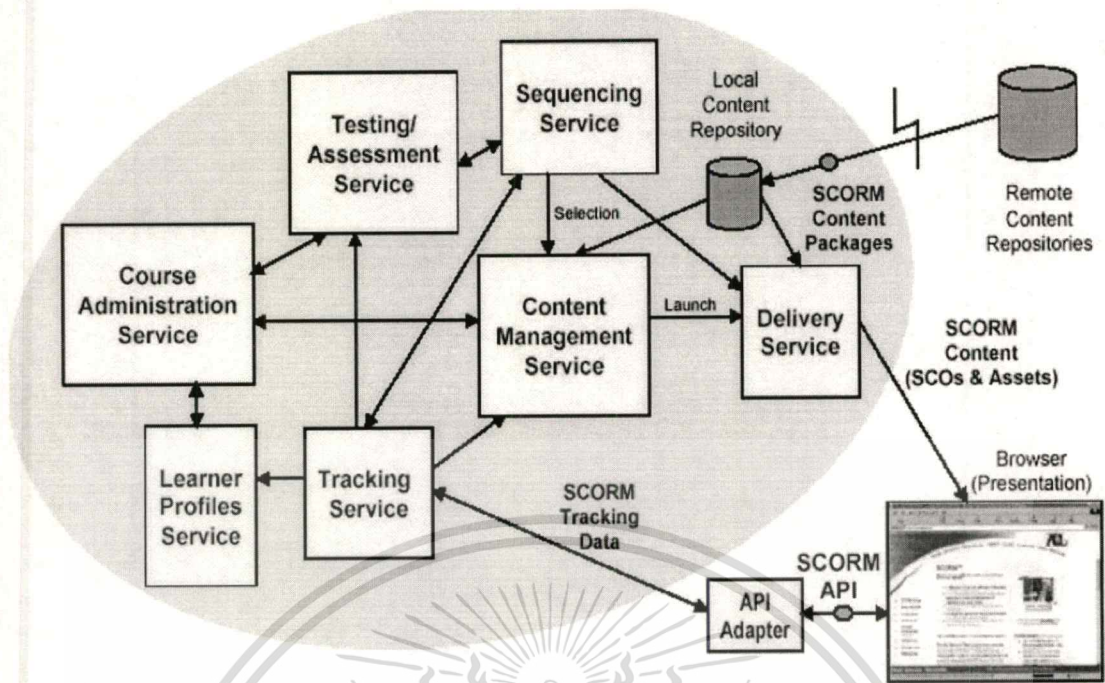 Sequencing
Service
Testing/
Assessment
Service
Local
Content
Repository
SCORM
Content
Packages
Remote
Content
Repositories
Selection
Course
Administration
Service
Content
Management
Service
Launch
Delivery
Service
SCORM
Content
(SCOs & Assets)
Learner
Profiles
Service
Tracking
Service
SCORM
Tracking
Data
Browser
(Presentation)
SCORM
API
API
Adapter